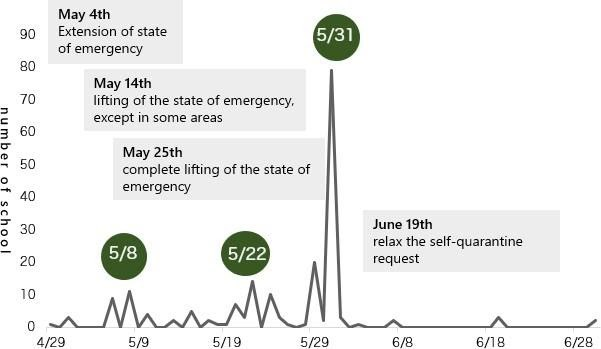 May 4th
Extension of state
of emergency
5/31
May 14th
lifting of the state of emergency,
except in some areas
May 25th
complete lifting of the state of
emergency
June 19th
relax the self-quarantine
request
5/8
5/22
number of school
90
80
70
60
50
40
30
20
10
0
4/29
5/9
5/19
5/29
6/8
6/18
6/28